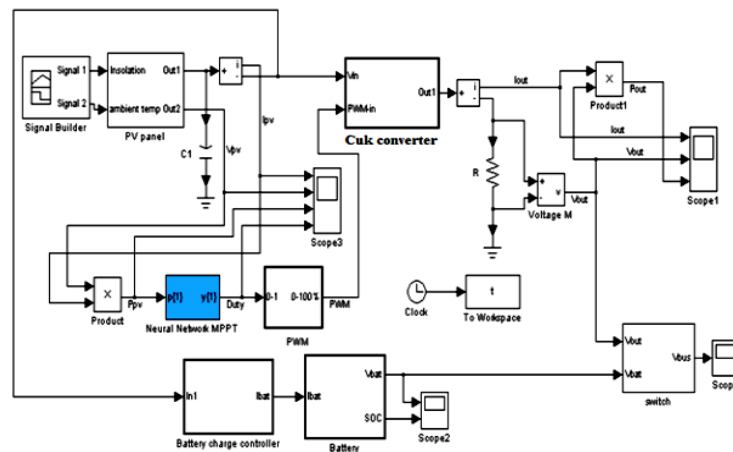 Signal 1
Signal 2
Signal Builder
Insolation
Out1
ambient temp
Out2
PV panel
+
i
-
Ipv
Vpv
C1
Vin
PWM-in
Out1
Cuk converter
+
i
-
Iout
×
Product1
Pout
Iout
Vout
Scope1
R
+
-
v
Voltage M
Vout
Scope3
×
Product
Ppv
p{1}
y{1}
Neural Network MPPT
Duty
0-1
0-100%
PWM
PWM
Clock
t
To Workspace
Vout
Vbat
Vbus
switch
Scop
In1
Ibat
Battery charge controller
Ibat
Vbat
SOC
Battery
Scope2